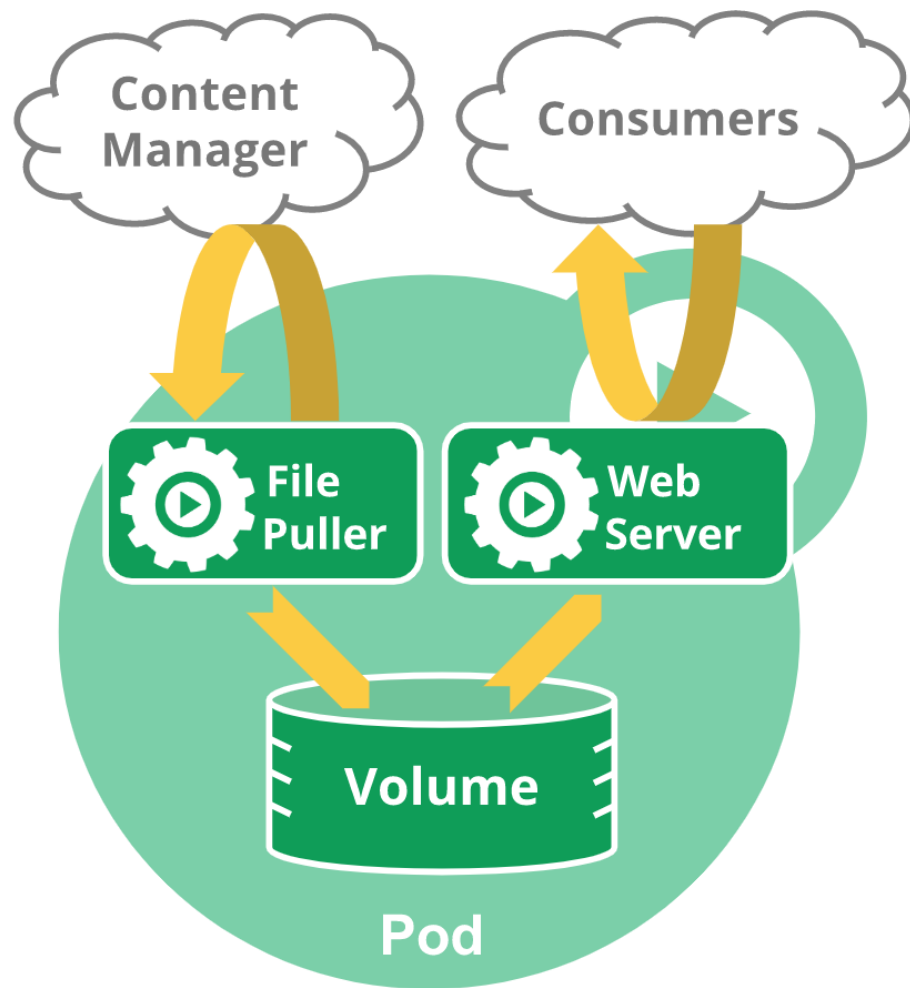 Content
Manager
Consumers
File
Puller
Web
Server
Volume
Pod